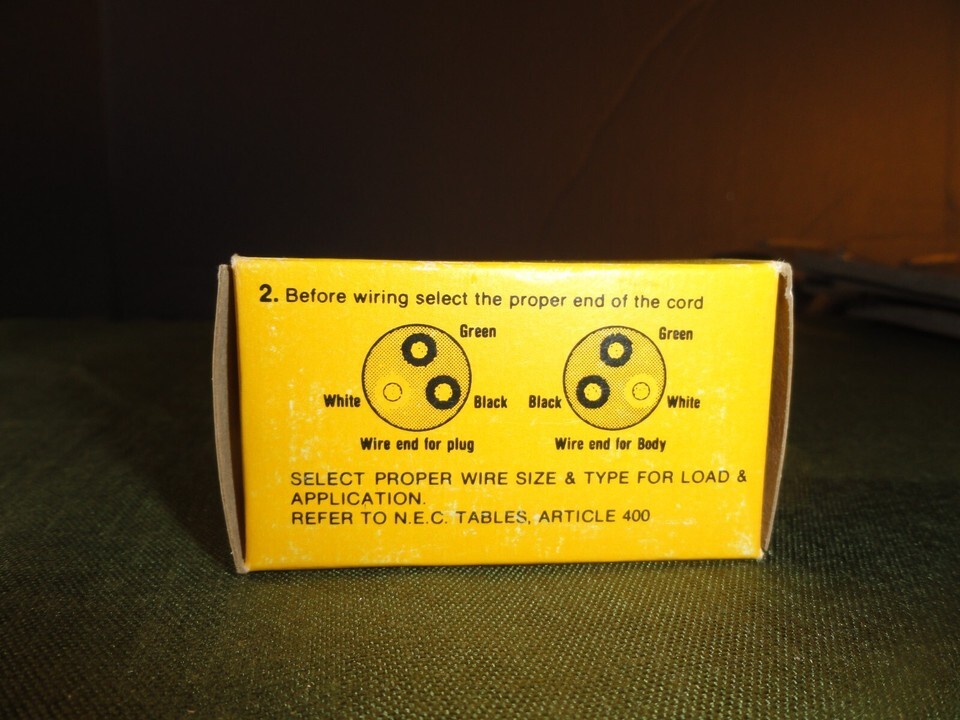 2. Before wiring select the proper end of the cord
Green
White
Black
Wire end for plug
Green
Black
White
Wire end for Body
SELECT PROPER WIRE SIZE & TYPE FOR LOAD &
APPLICATION.
REFER TO N.E.C. TABLES, ARTICLE 400